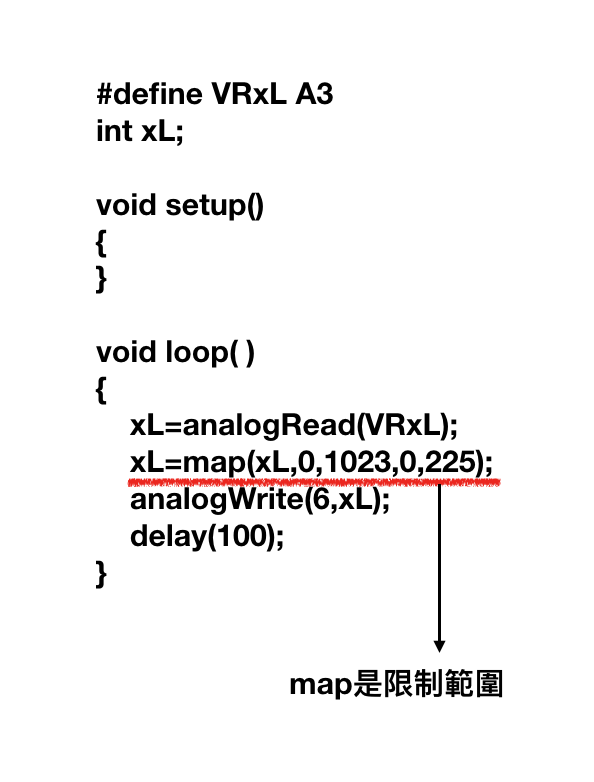 #define VRxL A3
int xL;
void setup()
{
}
void loop( )
{
xL=analogRead(VRxL);
xL=map(xL,0,1023,0,225);
analogWrite(6,xL);
delay(100);
}
map是限制範圍